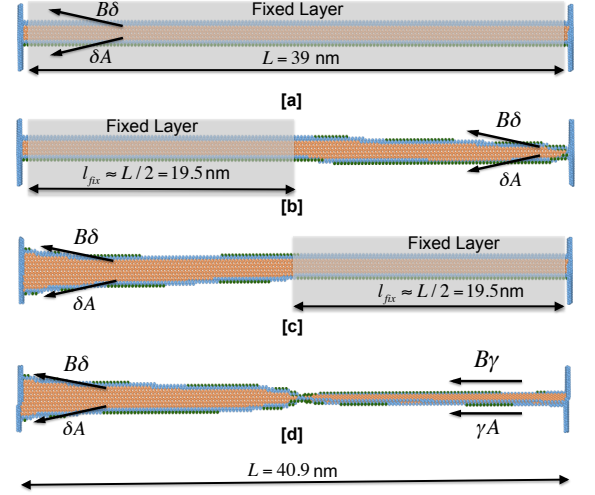 Fixed Layer
Bδ
δA
L = 39 nm
[a]
Fixed Layer
Bδ
l_fix ≈ L / 2 = 19.5 nm
δA
[b]
Fixed Layer
Bδ
l_fix ≈ L / 2 = 19.5 nm
δA
[c]
Bδ
Bγ
δA
γA
[d]
L = 40.9 nm